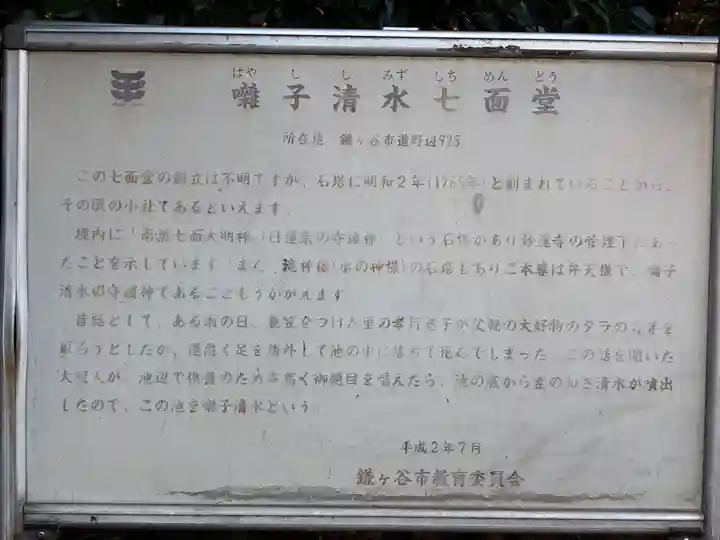 はや し し みず しち めん どう
囃子清水七面堂
所在地 鎌ヶ谷市道野辺925
この七面堂の創立は不明ですが、石塔に明和2年(1765年)と刻まれていることから、
その頃の小社であるといえます。
境内に「南無七面大明神(日蓮宗の守護神)という石塔があり妙蓮寺の管理下にあっ
たことを示しています また、 神様(水の神様)の石塔もありご本尊は弁天様で、囃子
清水の守護神であることもうかがえます
昔話として、ある雨の日、蓑笠をつけた里の孝行息子が父親の大好物のタラの芽を
取ろうとしたが、運悪く足を踏外して池の中に落ちて死んでしまった この話を聞いた
大 人が、池辺で供養のため声高く御題目を唱えたら、池の底から の如き清水が噴出
したので、この池を囃子清水という。
平成2年7月
鎌ヶ谷市教育委員会